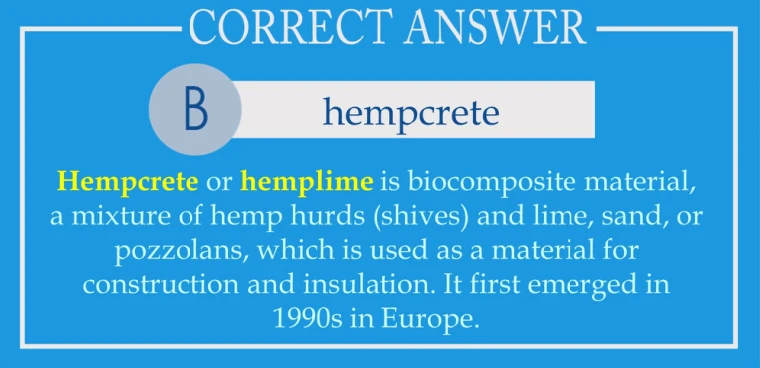 CORRECT ANSWER
B
hempcrete
Hempcrete or hemplime is biocomposite material,
a mixture of hemp hurds (shives) and lime, sand, or
pozzolans, which is used as a material for
construction and insulation. It first emerged in
1990s in Europe.